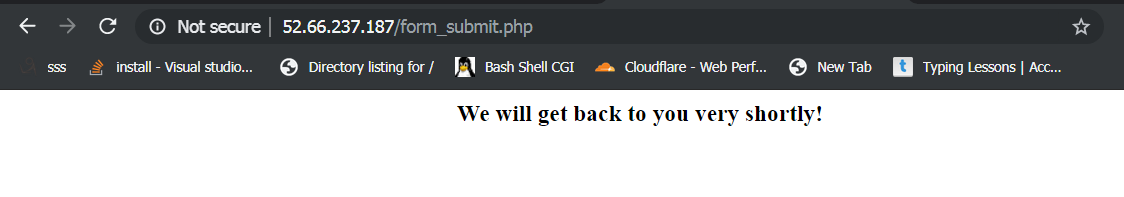 Not secure | 52.66.237.187/form_submit.php
sss install - Visual studio... Directory listing for / Bash Shell CGI Cloudflare - Web Perf... New Tab t Typing Lessons | Acc...
We will get back to you very shortly!